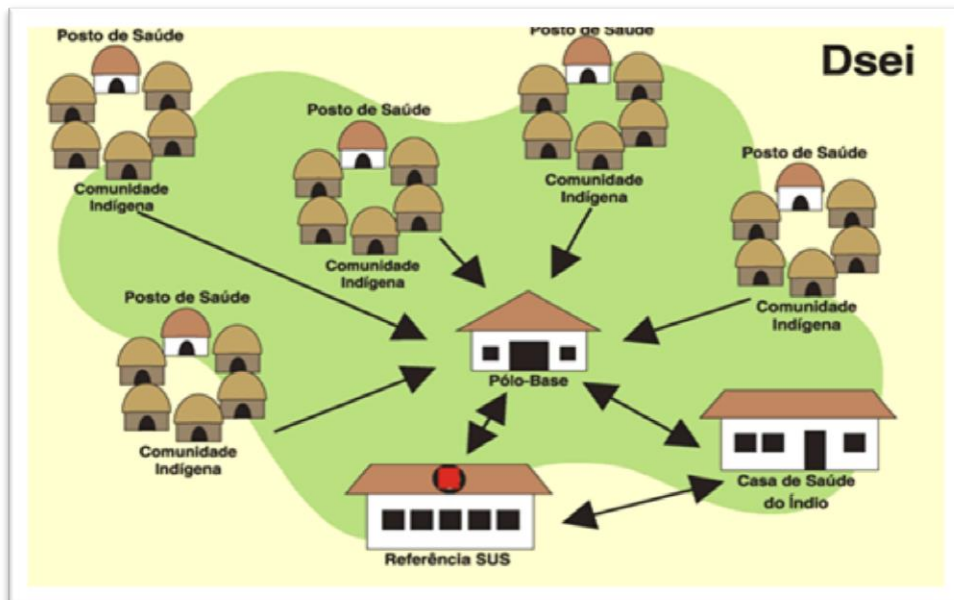 Dsei
Posto de Saúde
Comunidade
Indígena
Posto de Saúde
Comunidade
Indígena
Posto de Saúde
Comunidade
Indígena
Posto de Saúde
Comunidade
Indígena
Posto de Saúde
Comunidade
Indígena
Pólo-Base
Casa de Saúde
do Índio
Referência SUS